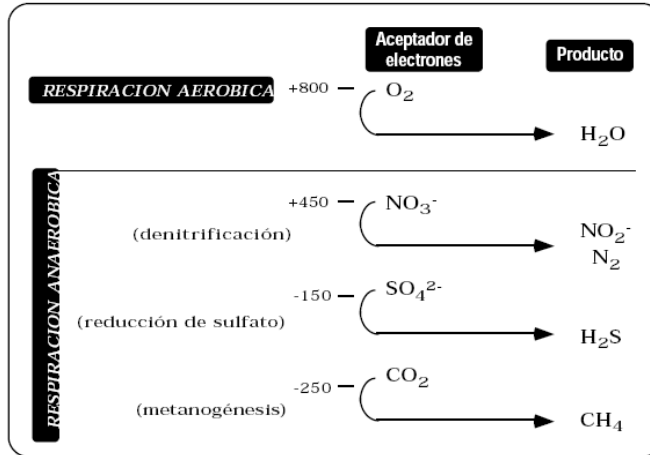 Aceptador de
electrones
Producto
RESPIRACION AEROBICA
+800
O₂
H₂O
RESPIRACION ANAEROBICA
+450
NO₃⁻
(denitrificación)
NO₂⁻
N₂
-150
SO₄²⁻
(reducción de sulfato)
H₂S
-250
CO₂
(metanogénesis)
CH₄